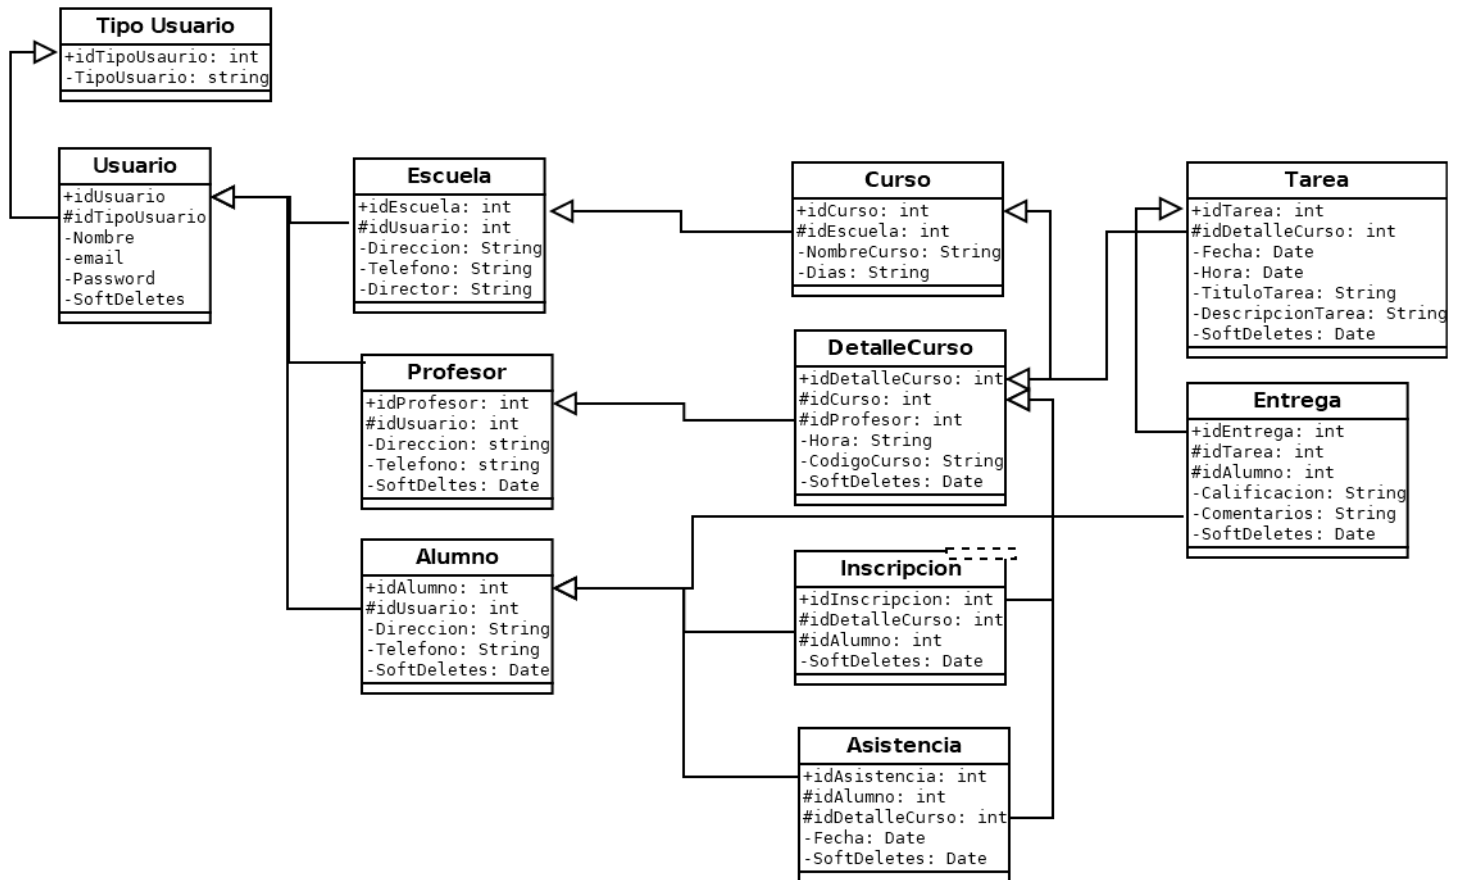 Tipo Usuario
+idTipoUsaurio: int
-TipoUsuario: string
Usuario
+idUsuario
#idTipoUsuario
-Nombre
-email
-Password
-SoftDeletes
Escuela
+idEscuela: int
#idUsuario: int
-Direccion: String
-Telefono: String
-Director: String
Profesor
+idProfesor: int
#idUsuario: int
-Direccion: string
-Telefono: string
-SoftDeltes: Date
Alumno
+idAlumno: int
#idUsuario: int
-Direccion: String
-Telefono: String
-SoftDeletes: Date
Curso
+idCurso: int
#idEscuela: int
-NombreCurso: String
-Dias: String
DetalleCurso
+idDetalleCurso: int
#idCurso: int
#idProfesor: int
-Hora: String
-CodigoCurso: String
-SoftDeletes: Date
Inscripcion
+idInscripcion: int
#idDetalleCurso: int
#idAlumno: int
-SoftDeletes: Date
Asistencia
+idAsistencia: int
#idAlumno: int
#idDetalleCurso: int
-Fecha: Date
-SoftDeletes: Date
Tarea
+idTarea: int
#idDetalleCurso: int
-Fecha: Date
-Hora: Date
-TituloTarea: String
-DescripcionTarea: String
-SoftDeletes: Date
Entrega
+idEntrega: int
#idTarea: int
#idAlumno: int
-Calificacion: String
-Comentarios: String
-SoftDeletes: Date